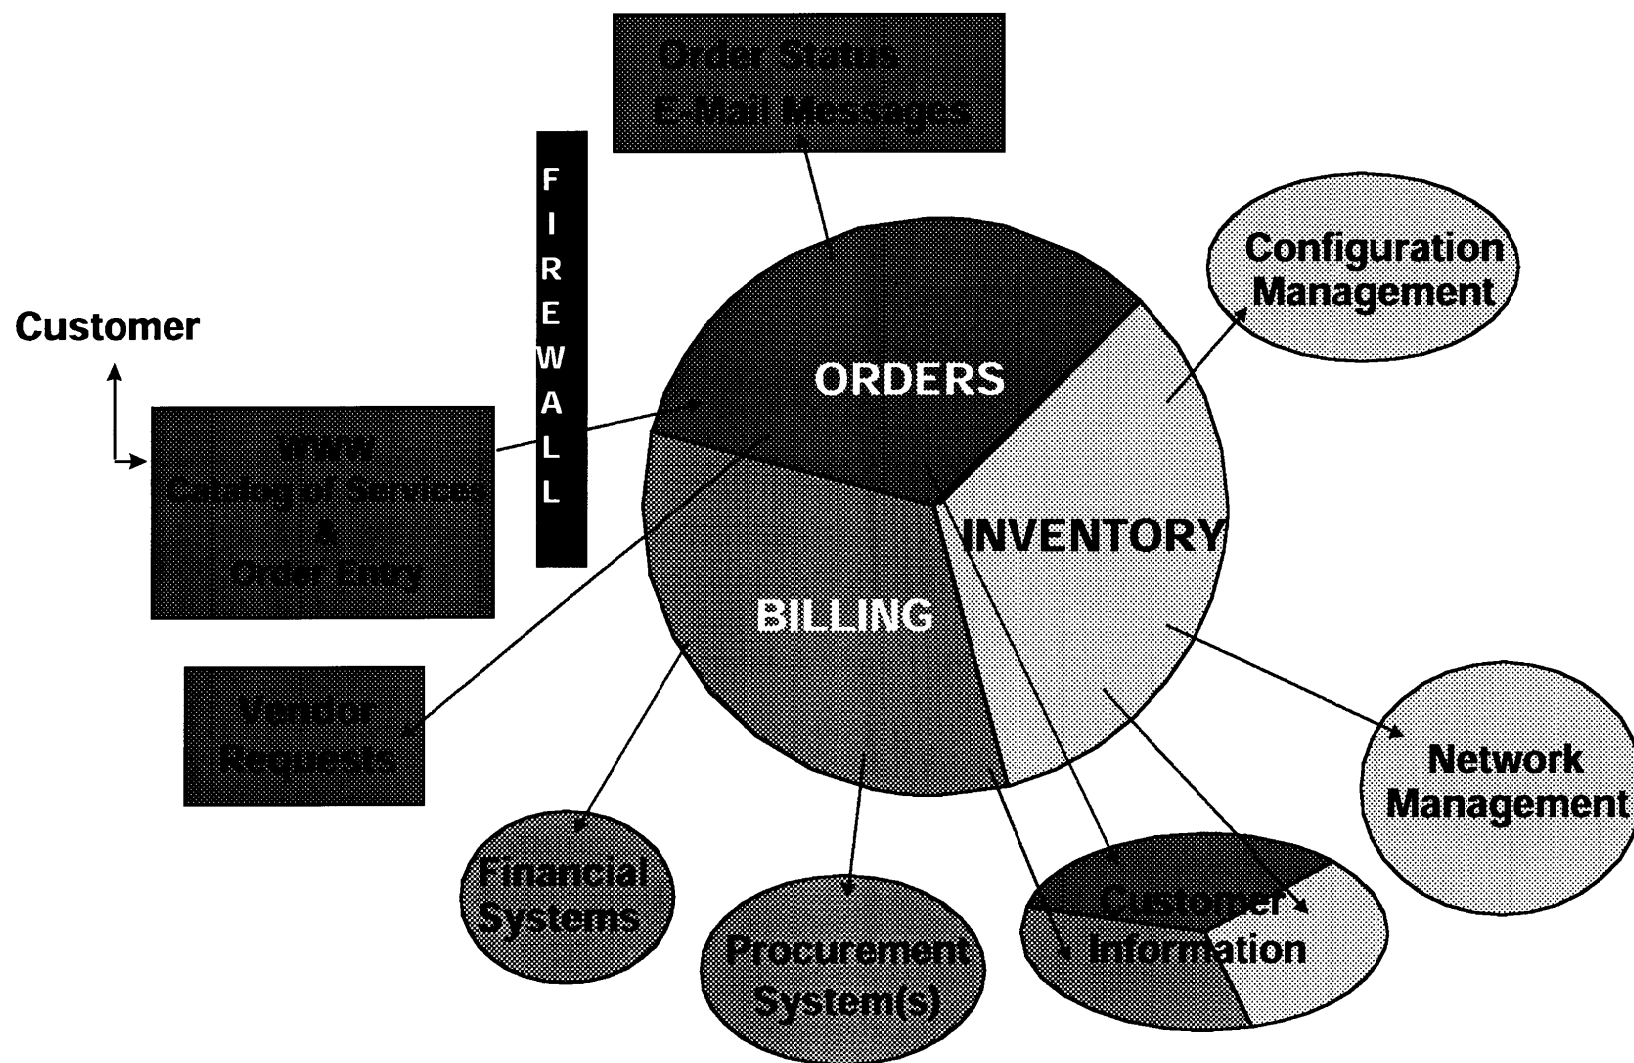 Order Status
E-Mail Messages
F
I
R
E
W
A
L
L
Configuration
Management
Customer
ORDERS
WWW
Catalog of Services
&
Order Entry
INVENTORY
BILLING
Vendor
Requests
Network
Management
Financial
Systems
Customer
Information
Procurement
System(s)